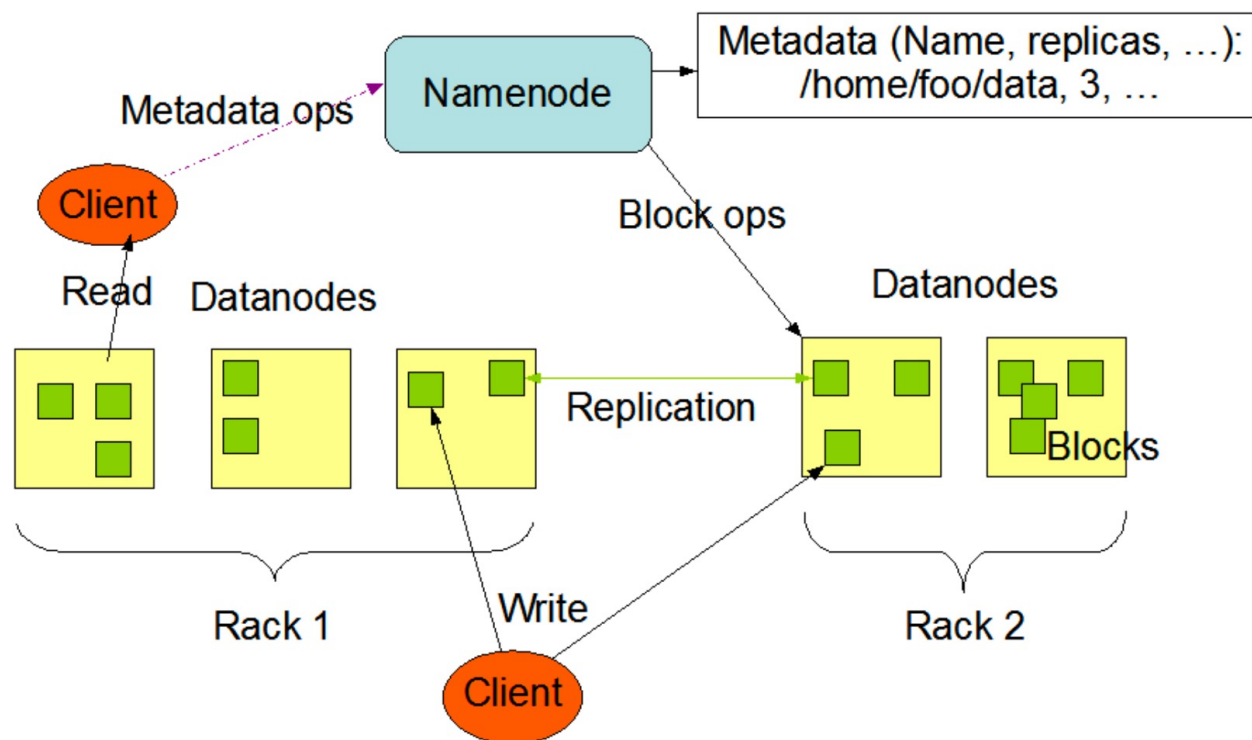 Metadata (Name, replicas, …):
/home/foo/data, 3, …
Namenode
Metadata ops
Client
Block ops
Read
Datanodes
Datanodes
Replication
Blocks
Rack 1
Write
Rack 2
Client